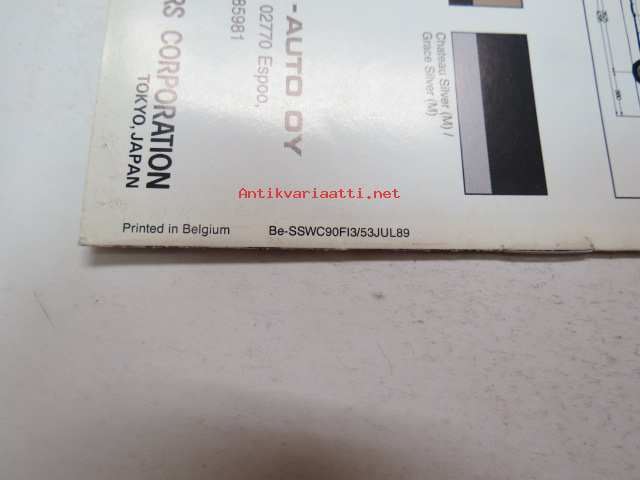 -AUTO OY
02770 Espoo,
85981
RS CORPORATION
TOKYO, JAPAN
Chateau Silver (M) /
Grace Silver (M)
Antikvariaatti.net
Printed in Belgium
Be-SSWC90FI3/53JUL89